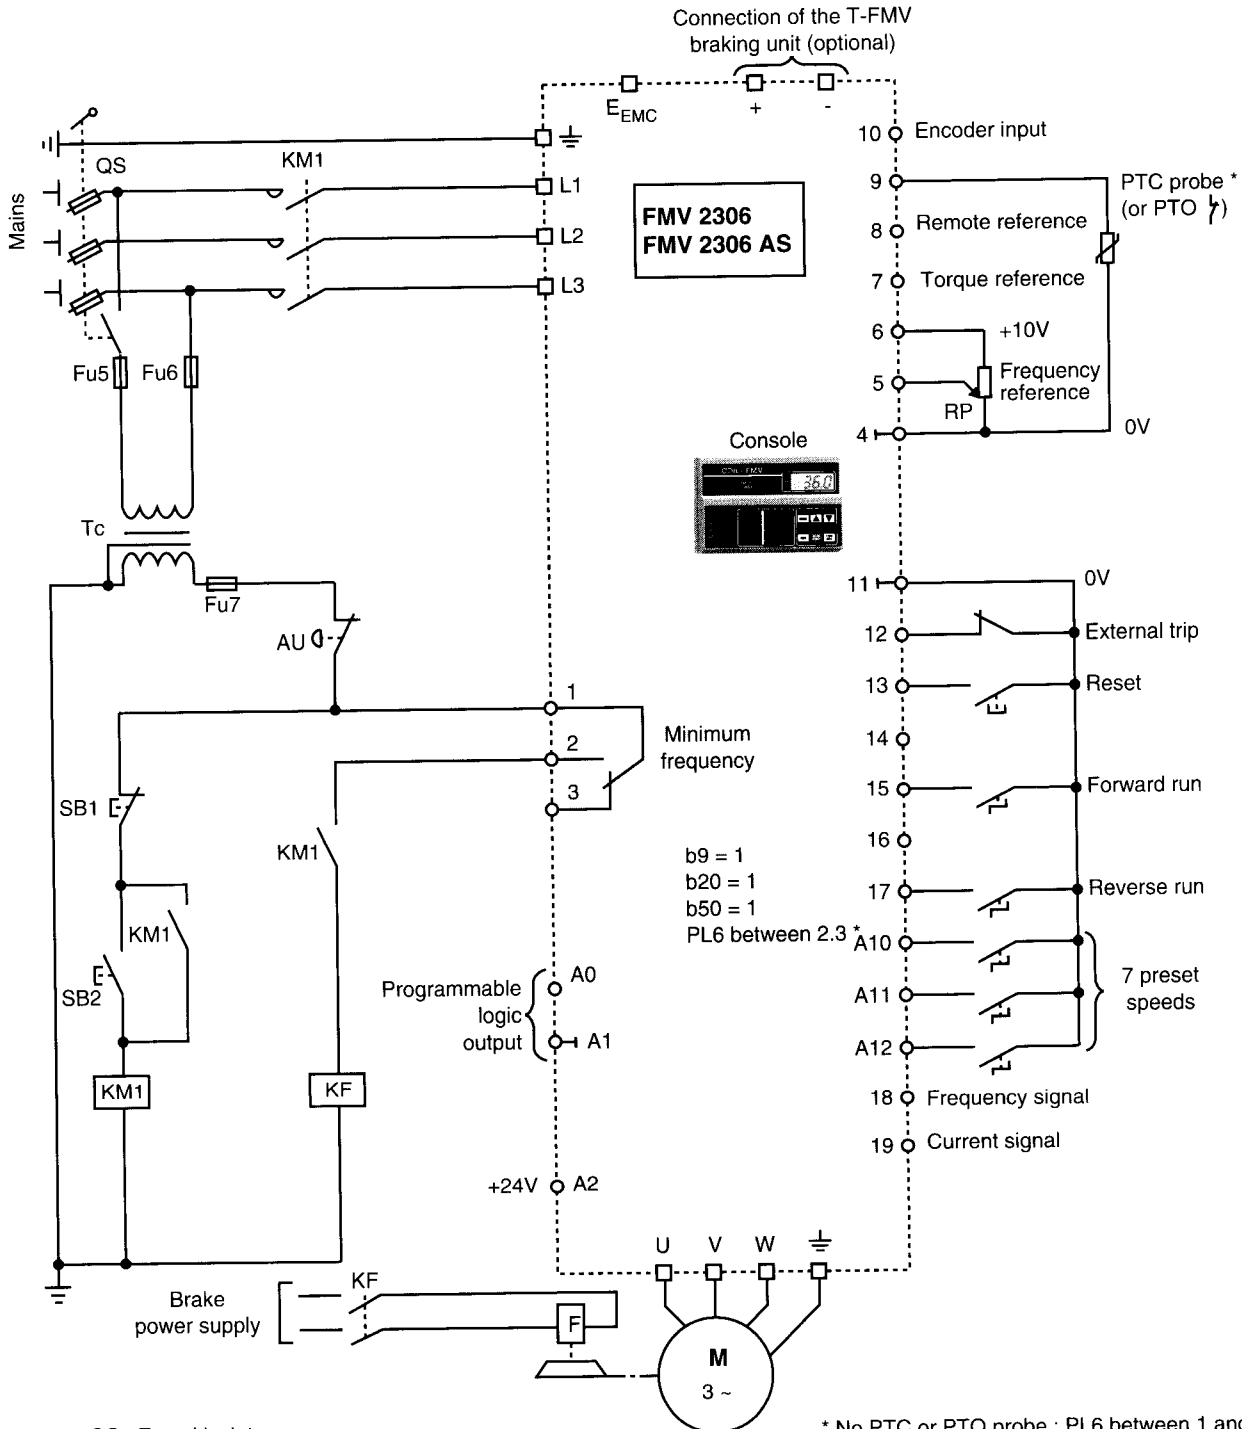 Connection of the T-FMV
braking unit (optional)
E EMC
+
-
10 Encoder input
QS
KM1
L1
L2
L3
Mains
FMV 2306
FMV 2306 AS
9
PTC probe *
(or PTO )
8 Remote reference
7 Torque reference
6 +10V
5 Frequency
reference
RP
4
0V
Fu5
Fu6
Console
36.0
Tc
Fu7
AU
11
0V
12 External trip
13 Reset
14
15 Forward run
16
17 Reverse run
A10
A11
A12
7 preset
speeds
18 Frequency signal
19 Current signal
1
2
3
Minimum
frequency
SB1
KM1
KM1
SB2
KM1
KF
b9 = 1
b20 = 1
b50 = 1
PL6 between 2.3 *
Programmable
logic
output
A0
A1
+24V A2
U
V
W
Brake
power supply
KF
F
M
3 ~
* No PTC or PTO probe : PL6 between 1 and